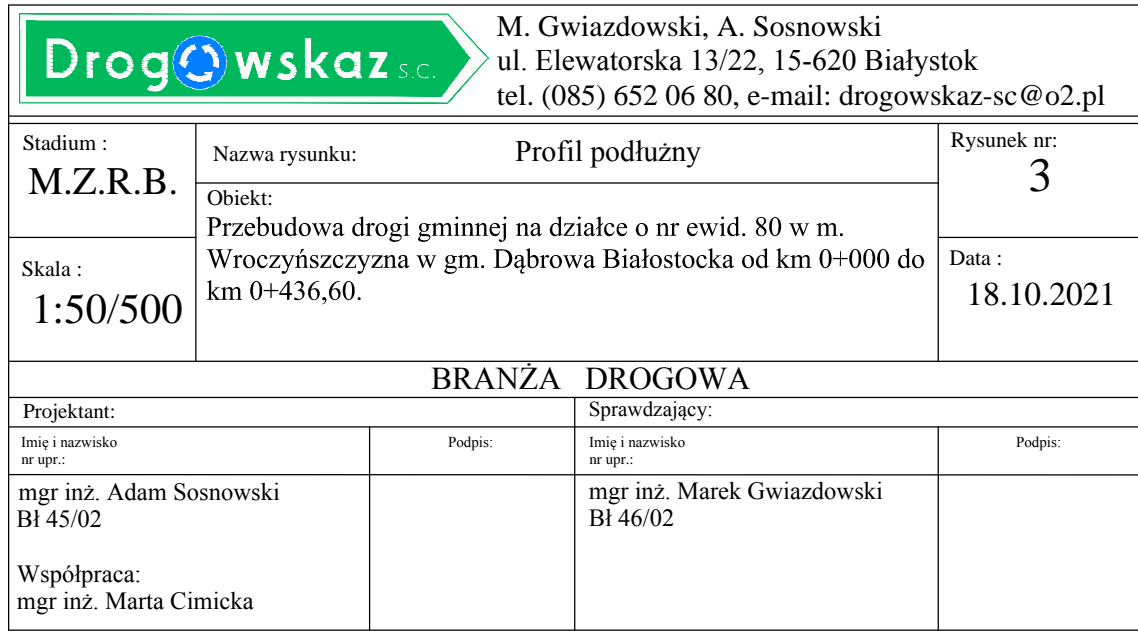 Drogowskaz s.c.
M. Gwiazdowski, A. Sosnowski
ul. Elewatorska 13/22, 15-620 Białystok
tel. (085) 652 06 80, e-mail: drogowskaz-sc@o2.pl
Stadium :
M.Z.R.B.
Nazwa rysunku: Profil podłużny
Rysunek nr:
3
Obiekt:
Przebudowa drogi gminnej na działce o nr ewid. 80 w m.
Wroczyńszczyzna w gm. Dąbrowa Białostocka od km 0+000 do
km 0+436,60.
Skala :
1:50/500
Data :
18.10.2021
BRANŻA DROGOWA
Projektant:
Sprawdzający:
Imię i nazwisko
nr upr.:
Podpis:
Imię i nazwisko
nr upr.:
Podpis:
mgr inż. Adam Sosnowski
Bł 45/02
Współpraca:
mgr inż. Marta Cimicka
mgr inż. Marek Gwiazdowski
Bł 46/02